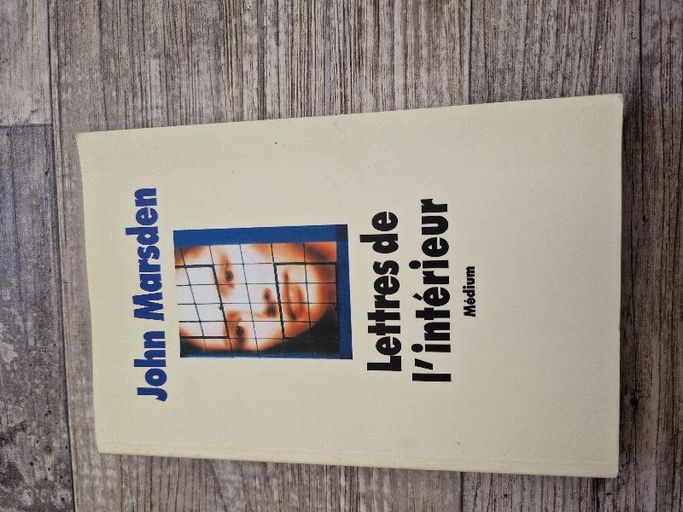 John Marsden
Lettres de
l'intérieur
Médium